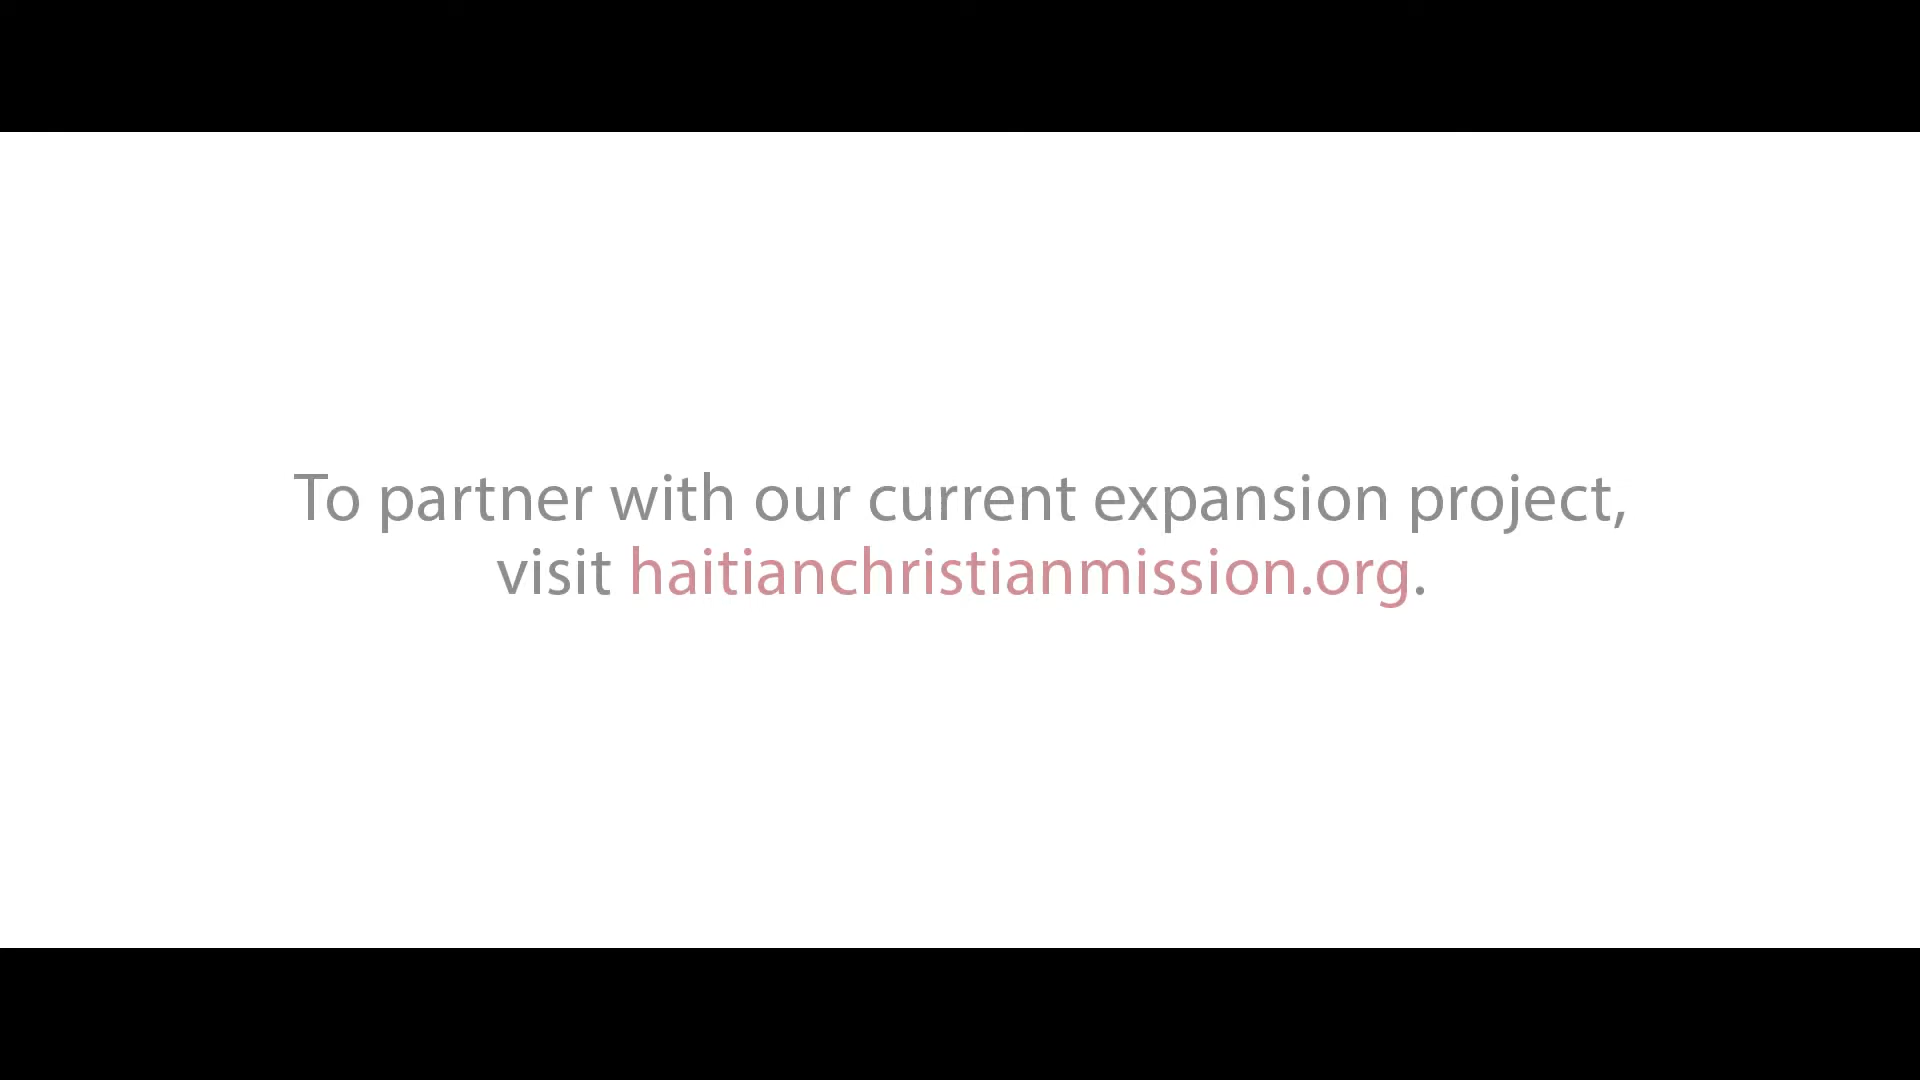 To partner with our current expansion project,
visit haitianchristianmission.org.